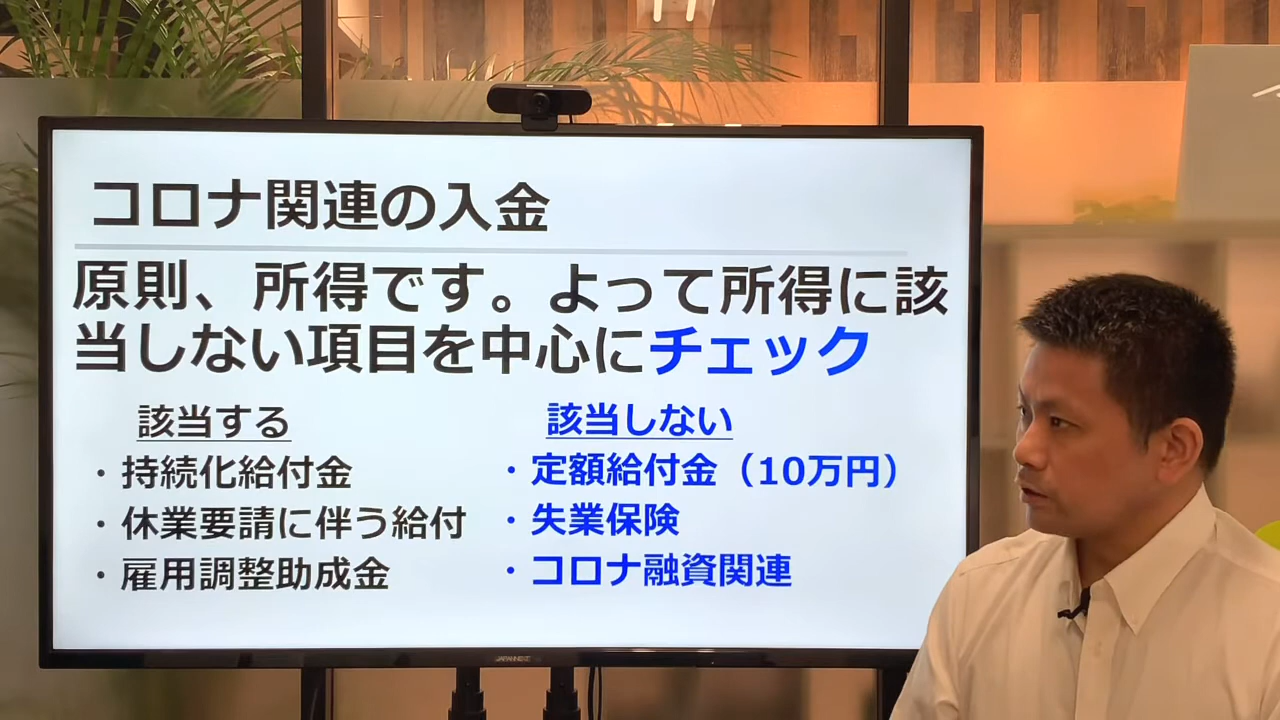 コロナ関連の入金
原則、所得です。よって所得に該
当しない項目を中心にチェック
該当する
・持続化給付金
・休業要請に伴う給付
・雇用調整助成金
該当しない
・定額給付金（10万円）
・失業保険
・コロナ融資関連